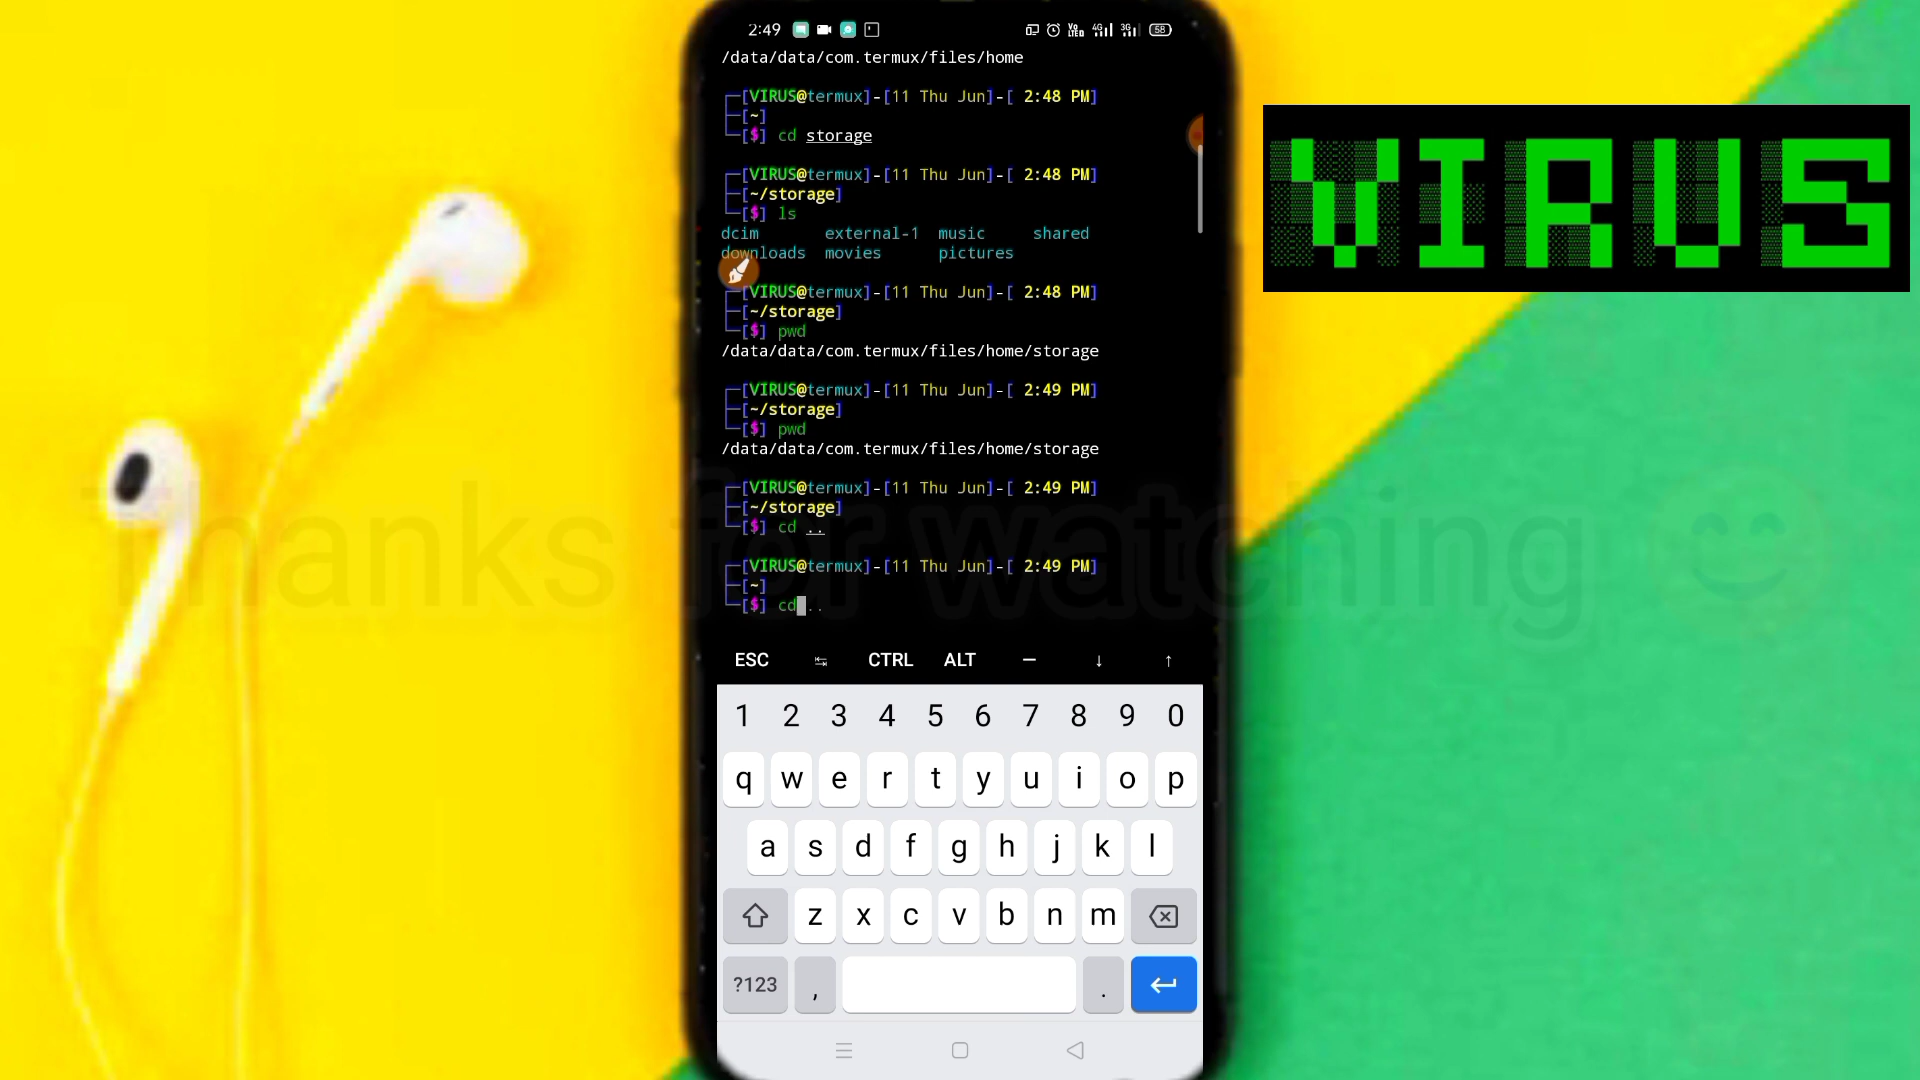 2:49
VoLTE 4G 3G 58
/data/data/com.termux/files/home
[VIRUS@termux]-[11 Thu Jun]-[ 2:48 PM]
[~]
[$] cd storage
[VIRUS@termux]-[11 Thu Jun]-[ 2:48 PM]
[~/storage]
[$] ls
dcim external-1 music shared
downloads movies pictures
[VIRUS@termux]-[11 Thu Jun]-[ 2:48 PM]
[~/storage]
[$] pwd
/data/data/com.termux/files/home/storage
[VIRUS@termux]-[11 Thu Jun]-[ 2:49 PM]
[~/storage]
[$] pwd
/data/data/com.termux/files/home/storage
[VIRUS@termux]-[11 Thu Jun]-[ 2:49 PM]
[~/storage]
[$] cd ..
[VIRUS@termux]-[11 Thu Jun]-[ 2:49 PM]
[~]
[$] cd ..
ESC CTRL ALT – ↓ ↑
1 2 3 4 5 6 7 8 9 0
q w e r t y u i o p
a s d f g h j k l
z x c v b n m
?123 , .
VIRUS
Thanks for watching